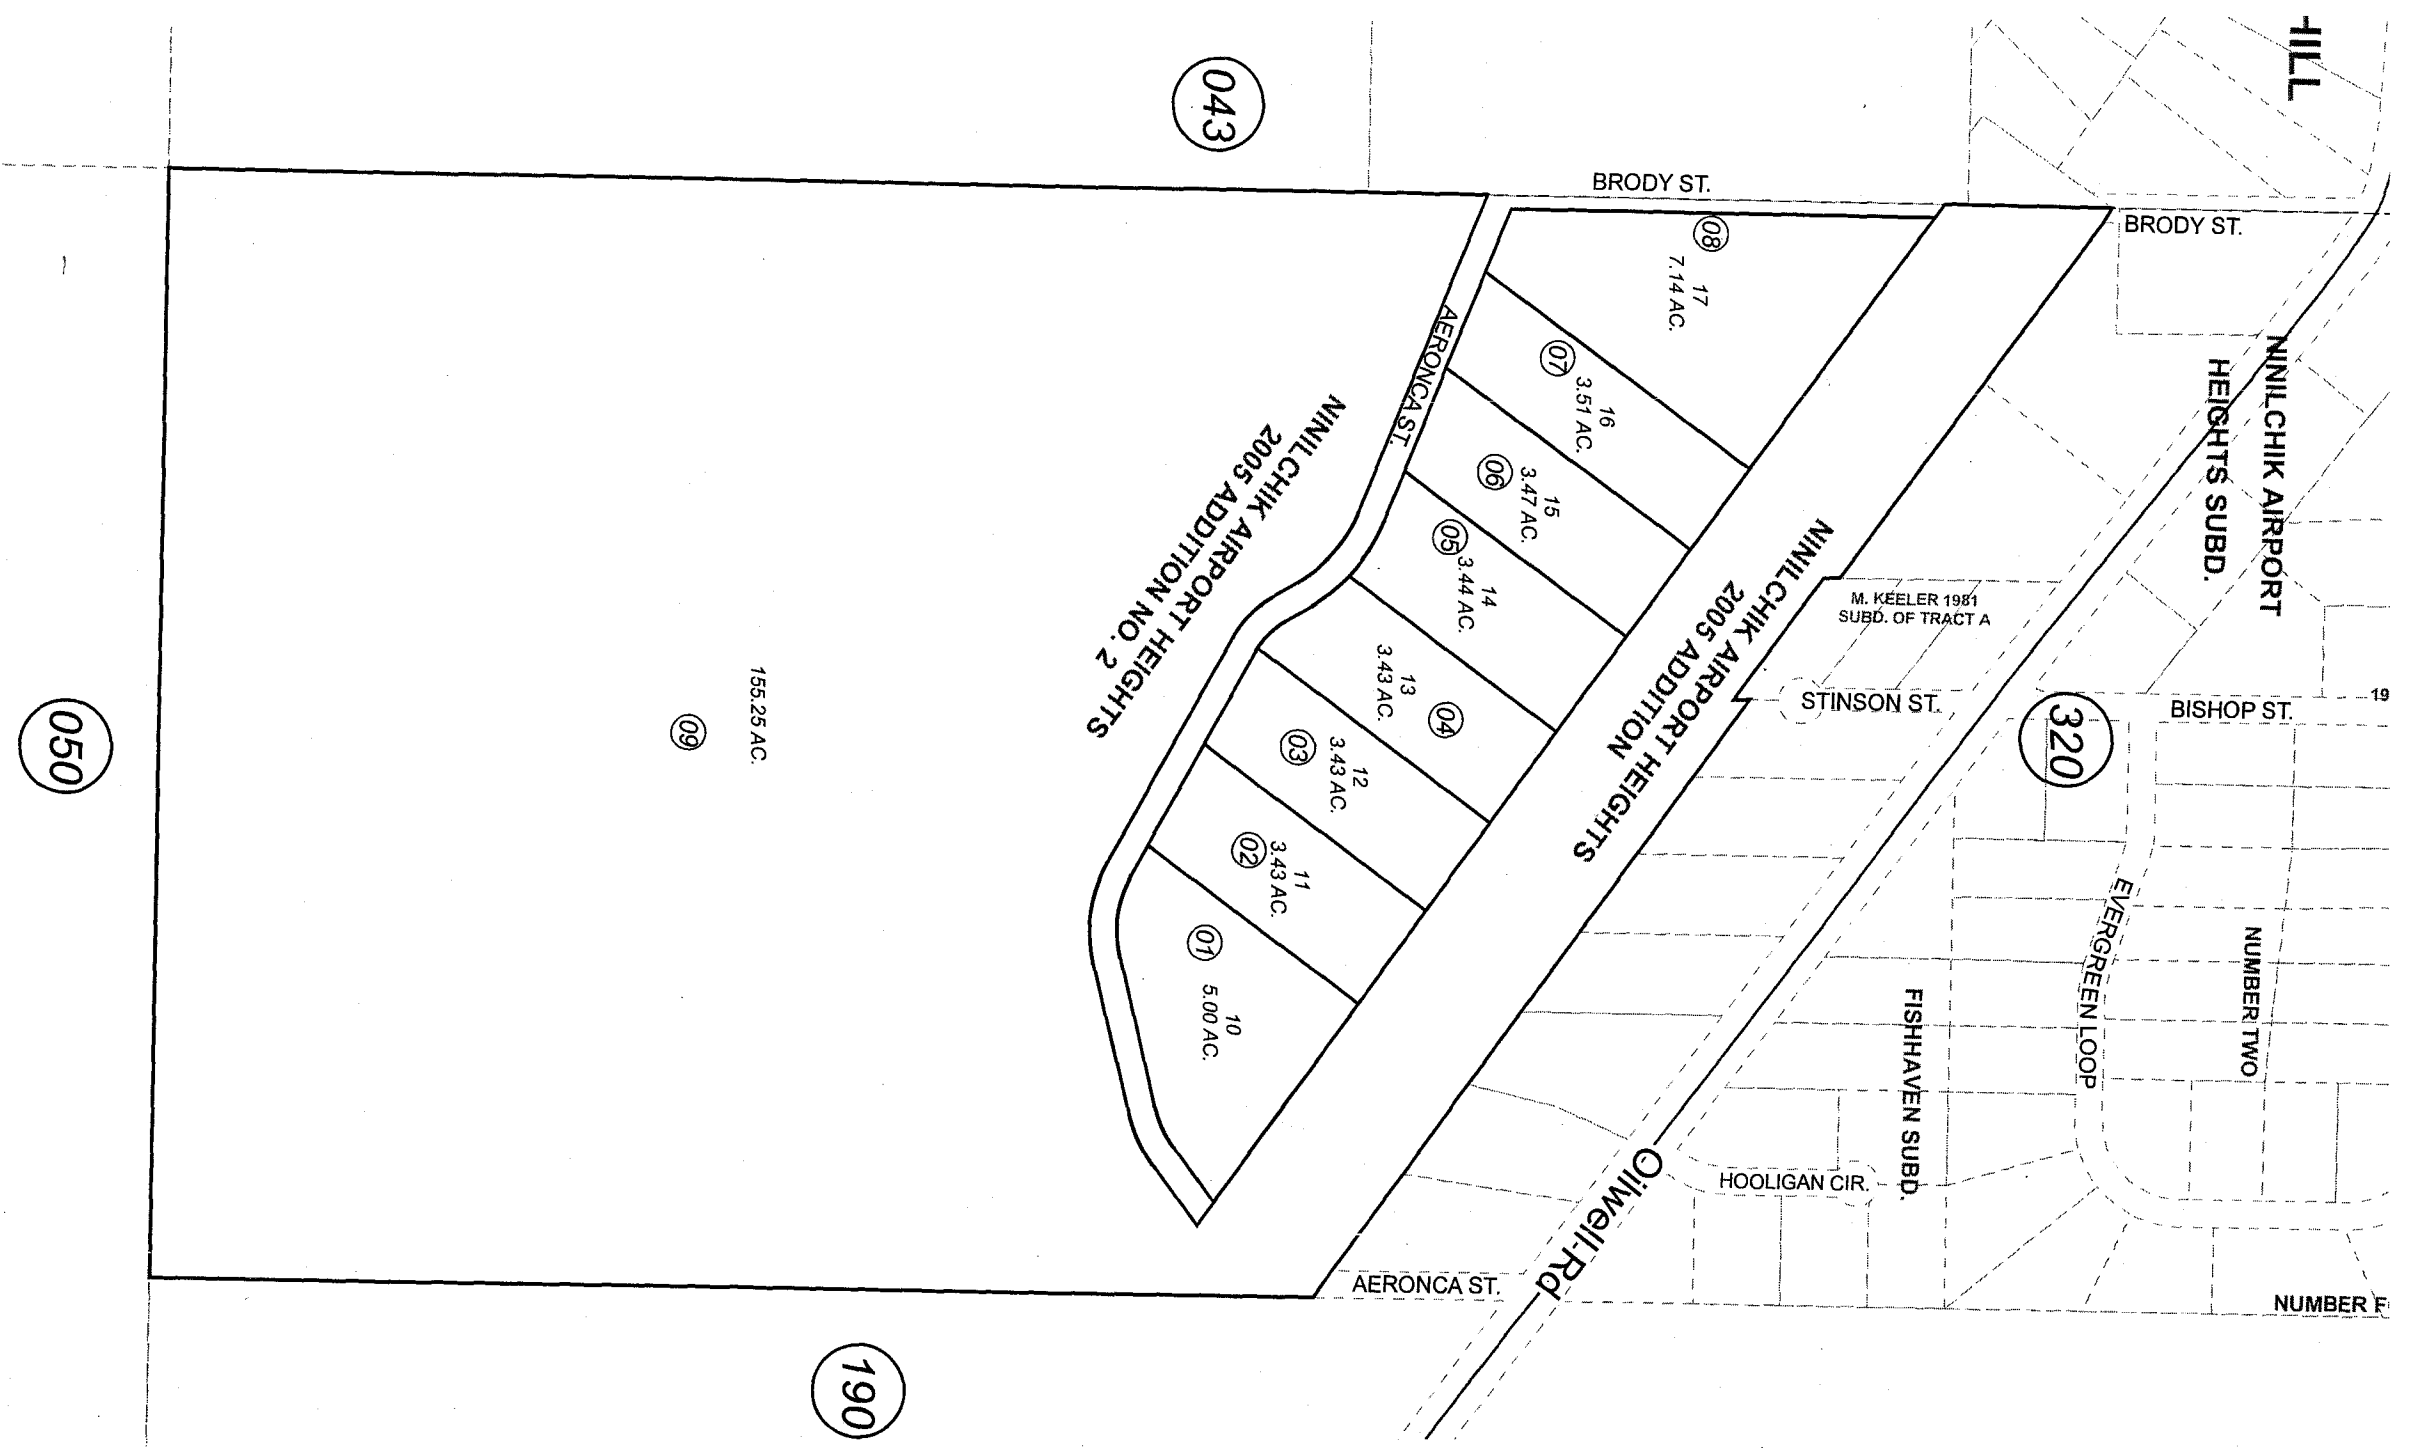 HILL
043
BRODY ST.
BRODY ST.
08
17
7.14 AC.
07
16
3.51 AC.
06
15
3.47 AC.
05
14
3.44 AC.
13
3.43 AC.
04
12
3.43 AC.
03
11
3.43 AC.
02
01
10
5.00 AC.
AERONCA ST.
NINILCHIK AIRPORT HEIGHTS
2005 ADDITION NO. 2
NINILCHIK AIRPORT HEIGHTS
2005 ADDITION
NINILCHIK AIRPORT
HEIGHTS SUBD.
M. KEELER 1981
SUBD. OF TRACT A
STINSON ST.
320
BISHOP ST.
19
155.25 AC.
09
050
EVERGREEN LOOP
NUMBER TWO
FISHHAVEN SUBD.
HOOLIGAN CIR.
Oilwell Rd
AERONCA ST.
NUMBER F
190